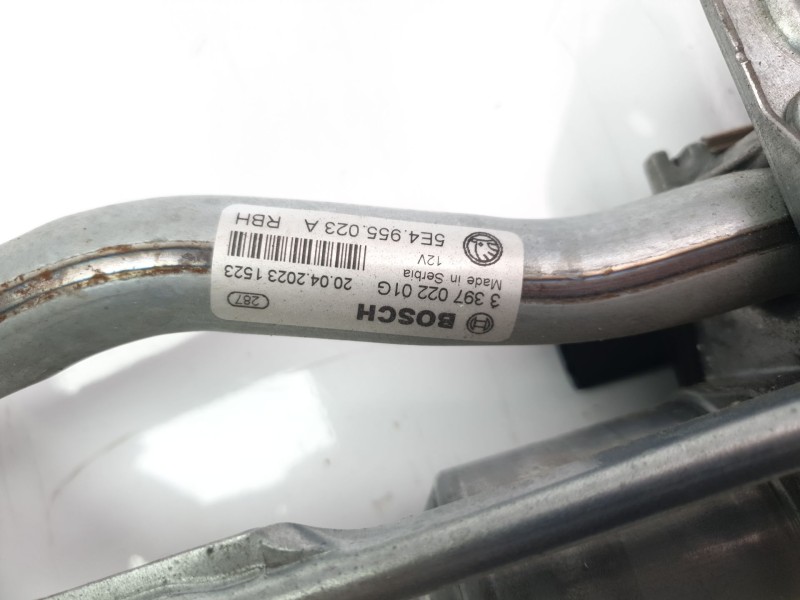 BOSCH
287
3 397 022 01G
20.04.2023 1523
Made in Serbia
12V
5E4.955.023 A RBH